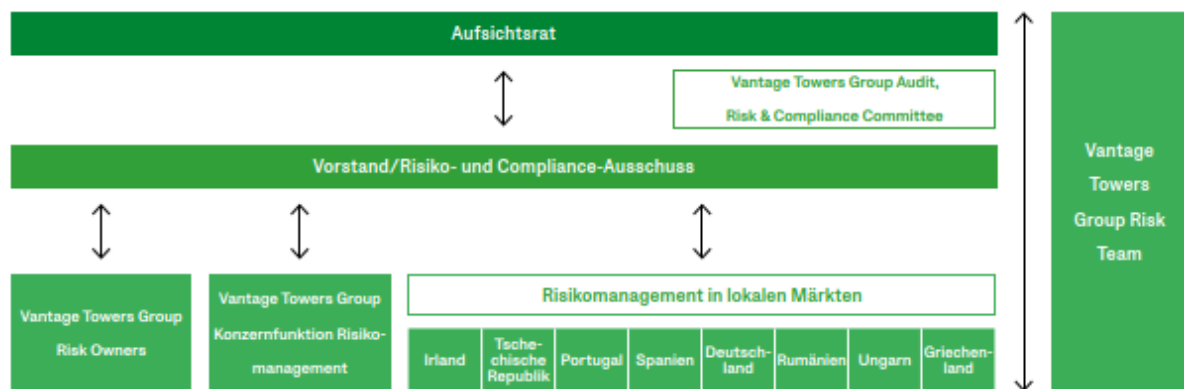 Aufsichtsrat
Vantage Towers Group Audit,
Risk & Compliance Committee
Vorstand/Risiko- und Compliance-Ausschuss
Vantage Towers Group
Risk Owners
Vantage Towers Group
Konzernfunktion Risiko-
management
Risikomanagement in lokalen Märkten
Irland
Tsche-
chische
Republik
Portugal
Spanien
Deutsch-
land
Rumänien
Ungarn
Griechen-
land
Vantage
Towers
Group Risk
Team